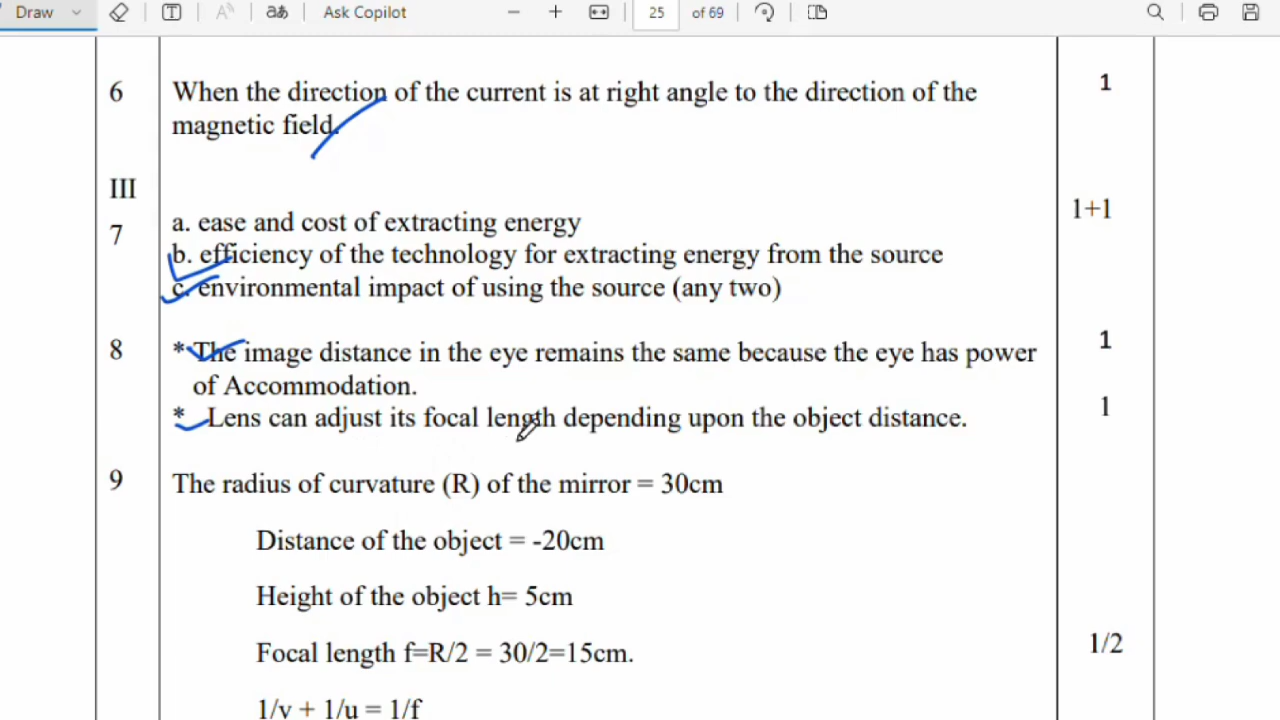 Draw
Ask Copilot
25 of 69
6 When the direction of the current is at right angle to the direction of the 1
magnetic field.
III
7 a. ease and cost of extracting energy 1+1
b. efficiency of the technology for extracting energy from the source
c. environmental impact of using the source (any two)
8 * The image distance in the eye remains the same because the eye has power 1
of Accommodation.
* Lens can adjust its focal length depending upon the object distance. 1
9 The radius of curvature (R) of the mirror = 30cm
Distance of the object = -20cm
Height of the object h= 5cm
Focal length f=R/2 = 30/2=15cm. 1/2
1/v + 1/u = 1/f